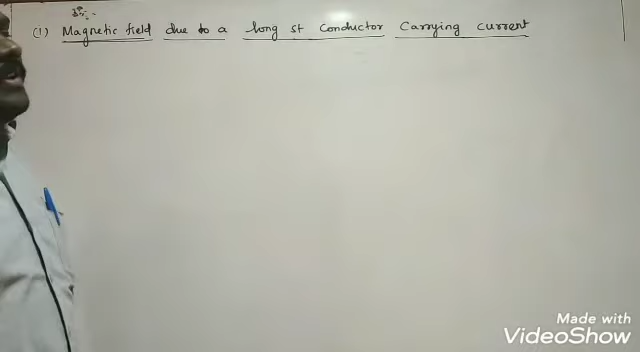 (1) Magnetic field due to a long st conductor Carrying current
Made with
VideoShow